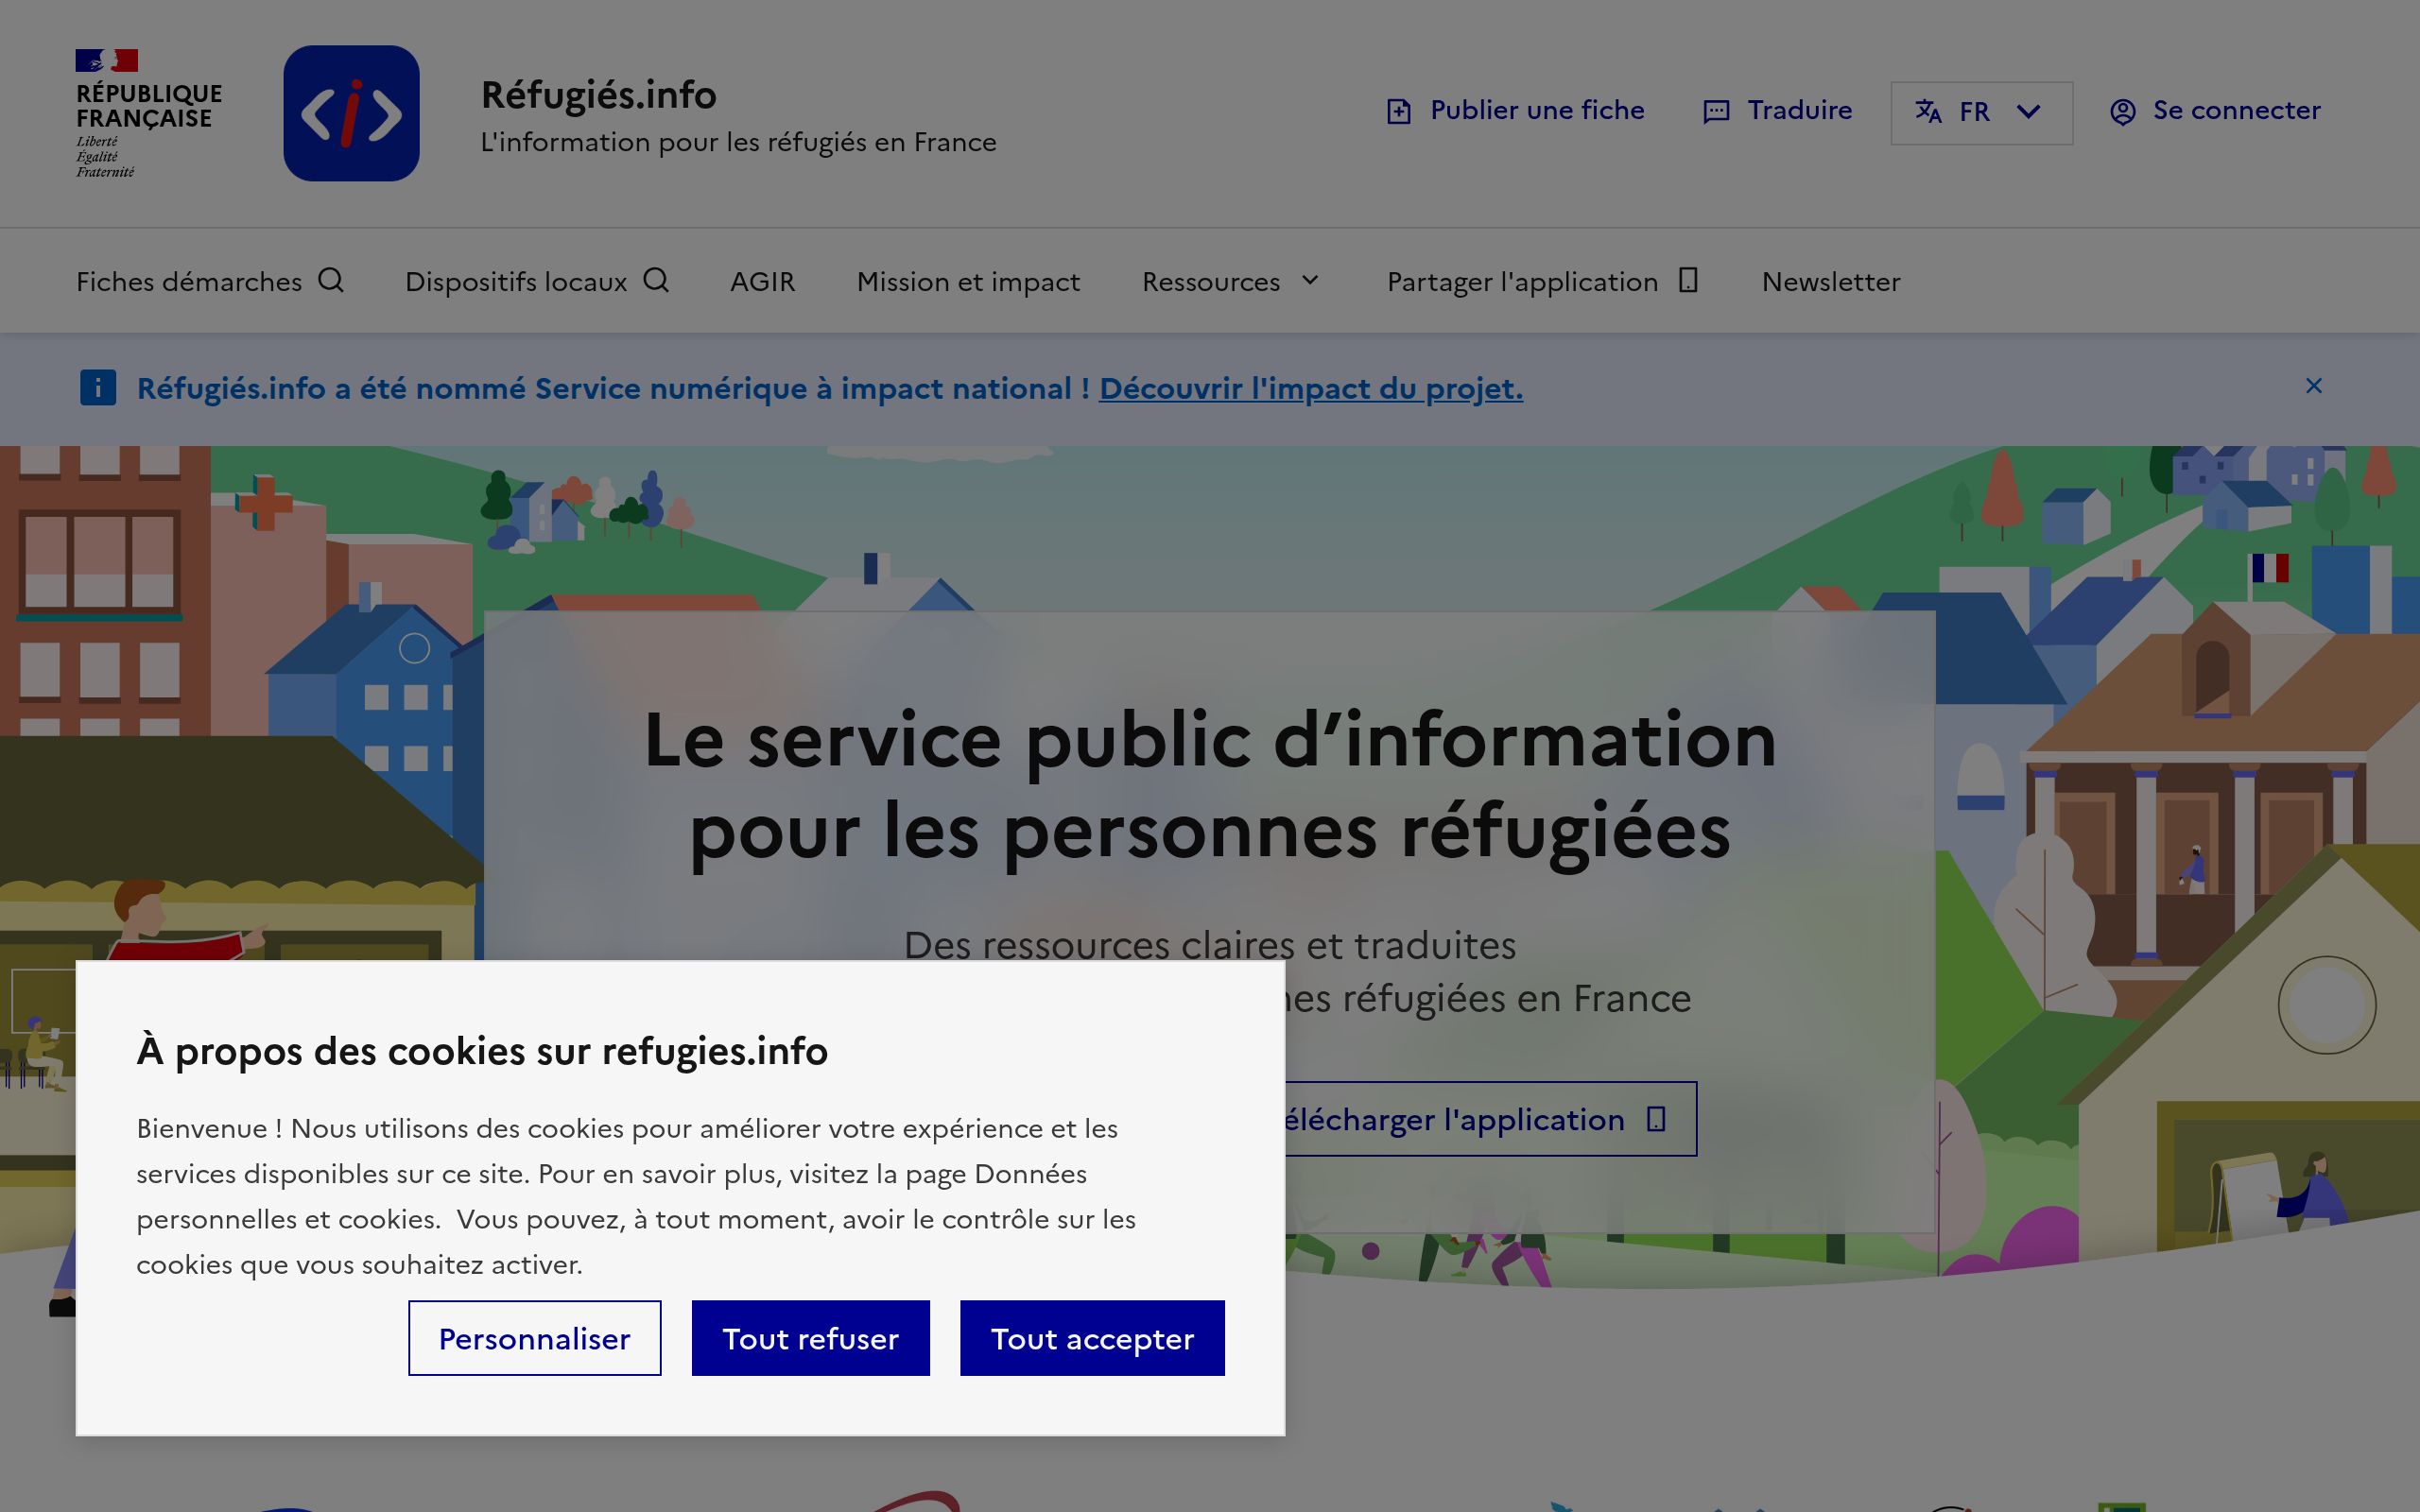 RÉPUBLIQUE
FRANÇAISE
Liberté
Égalité
Fraternité
Réfugiés.info
L'information pour les réfugiés en France
Publier une fiche
Traduire
FR
Se connecter
Fiches démarches
Dispositifs locaux
AGIR
Mission et impact
Ressources
Partager l'application
Newsletter
Réfugiés.info a été nommé Service numérique à impact national ! Découvrir l'impact du projet.
Le service public d’information
pour les personnes réfugiées
Des ressources claires et traduites
réfugiées en France
l'application
À propos des cookies sur refugies.info
Bienvenue ! Nous utilisons des cookies pour améliorer votre expérience et les
services disponibles sur ce site. Pour en savoir plus, visitez la page Données
personnelles et cookies. Vous pouvez, à tout moment, avoir le contrôle sur les
cookies que vous souhaitez activer.
Personnaliser
Tout refuser
Tout accepter